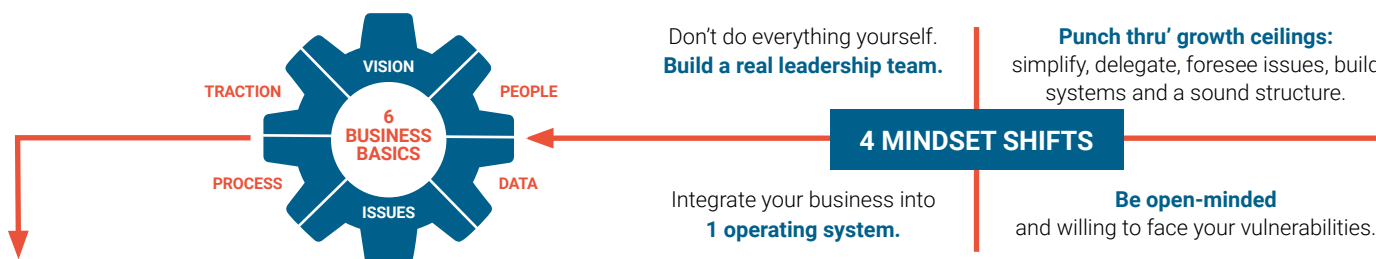 VISION
TRACTION
PEOPLE
6
BUSINESS
BASICS
PROCESS
DATA
ISSUES
Don't do everything yourself.
Build a real leadership team.
Punch thru' growth ceilings:
simplify, delegate, foresee issues, build
systems and a sound structure.
4 MINDSET SHIFTS
Integrate your business into
1 operating system.
Be open-minded
and willing to face your vulnerabilities.